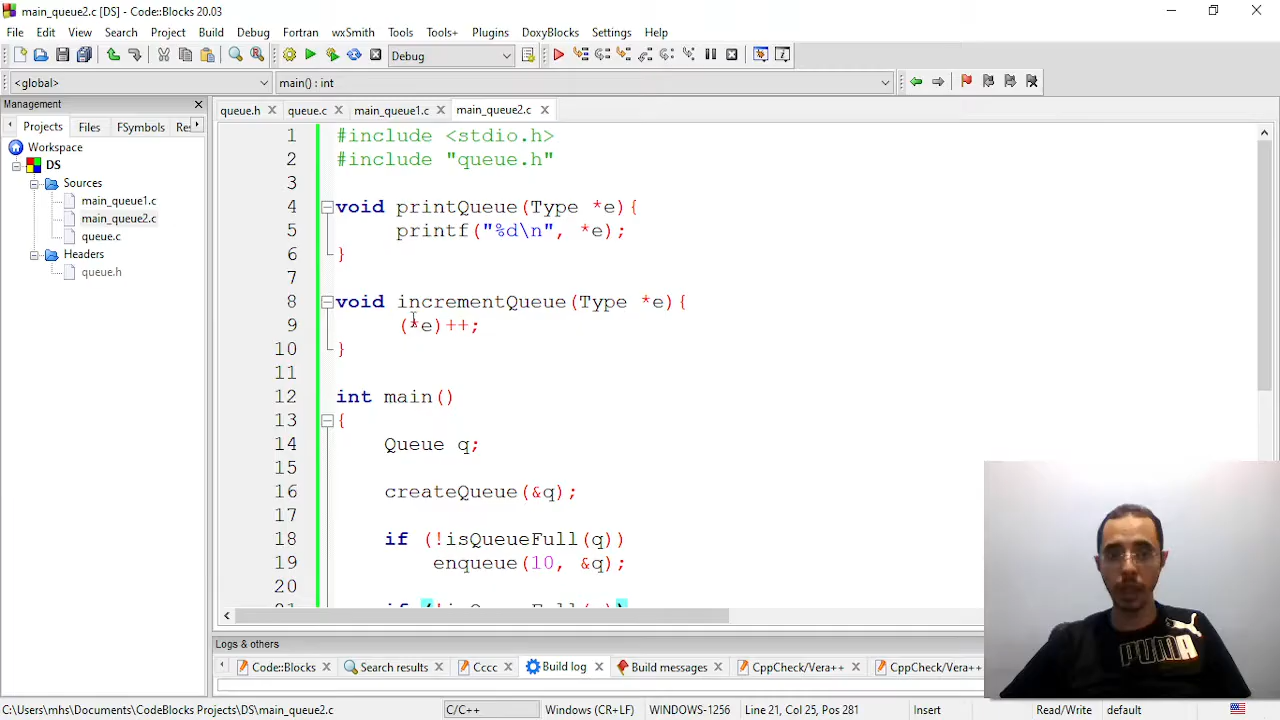 main_queue2.c [DS] - Code::Blocks 20.03
File Edit View Search Project Build Debug Fortran wxSmith Tools Tools+ Plugins DoxyBlocks Settings Help
Debug
<global> main() : int
Management
queue.h queue.c main_queue1.c main_queue2.c
Projects Files FSymbols Res
Workspace
DS
Sources
main_queue1.c
main_queue2.c
queue.c
Headers
queue.h
1 #include <stdio.h>
2 #include "queue.h"
3
4 void printQueue(Type *e){
5 printf("%d\n", *e);
6 }
7
8 void incrementQueue(Type *e){
9 (*e)++;
10 }
11
12 int main()
13 {
14 Queue q;
15
16 createQueue(&q);
17
18 if (!isQueueFull(q))
19 enqueue(10, &q);
20
21 if (!isQueueFull(q))
PUMA
Logs & others
Code::Blocks Search results Cccc Build log Build messages CppCheck/Vera++ CppCheck/Vera++
C:\Users\mhs\Documents\CodeBlocks Projects\DS\main_queue2.c C/C++ Windows (CR+LF) WINDOWS-1256 Line 21, Col 25, Pos 281 Insert Read/Write default